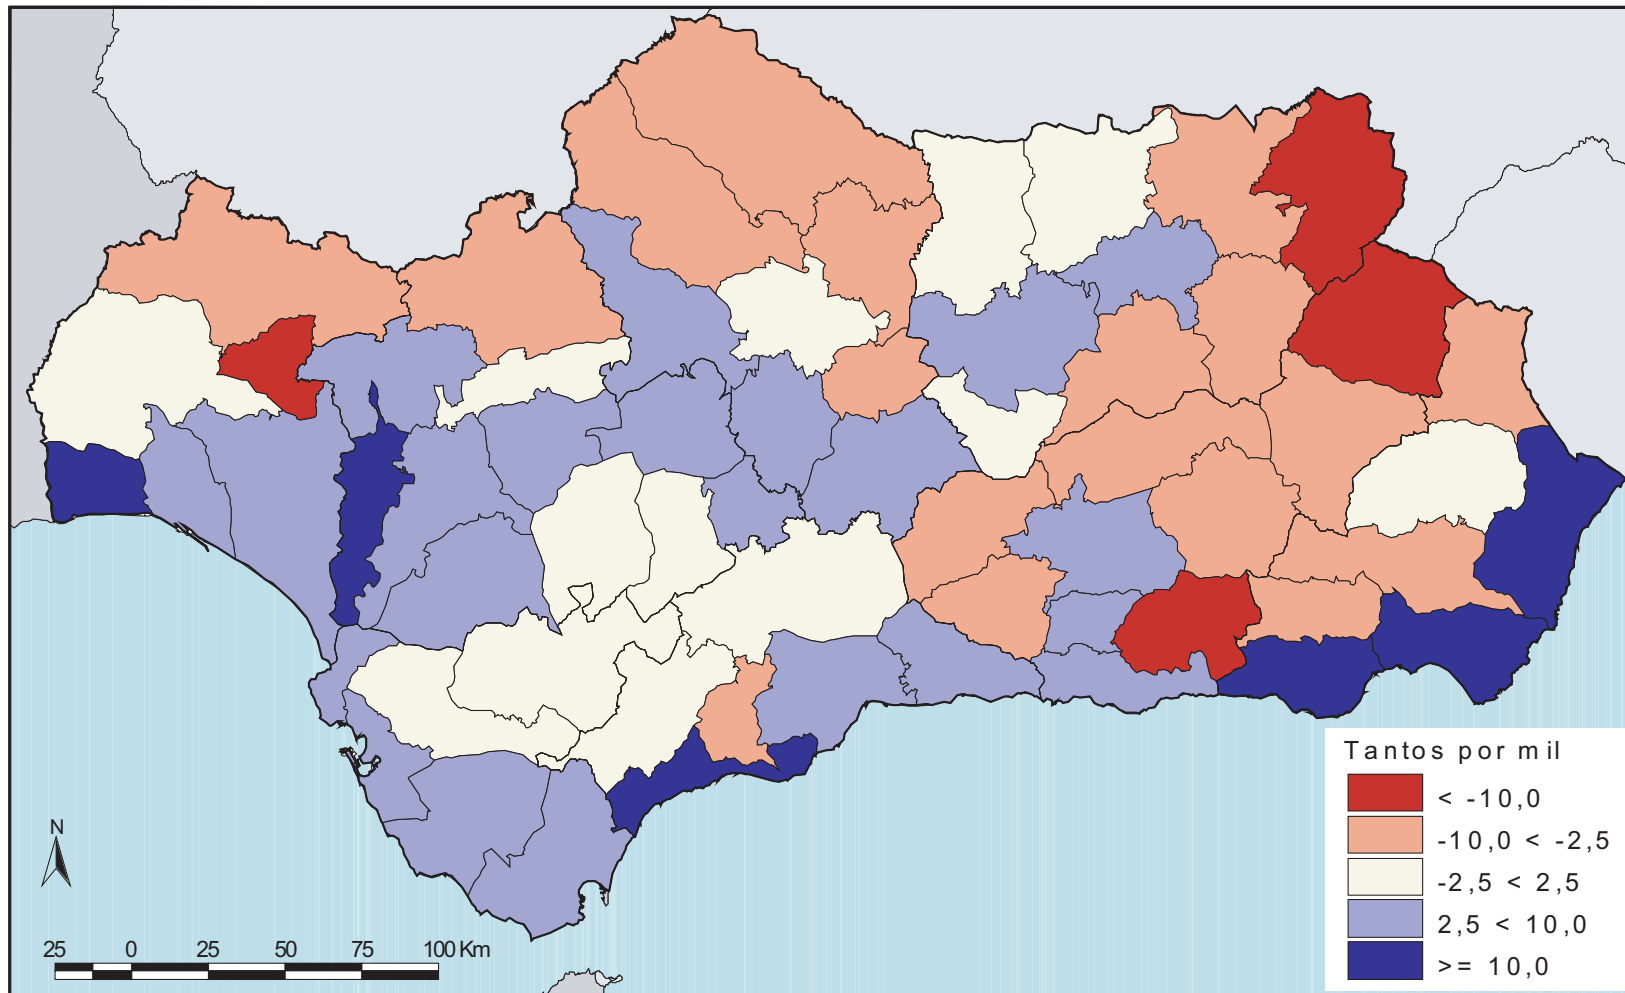 Tantos por mil
< -10,0
-10,0 < -2,5
-2,5 < 2,5
2,5 < 10,0
>= 10,0
N
25 0 25 50 75 100 Km